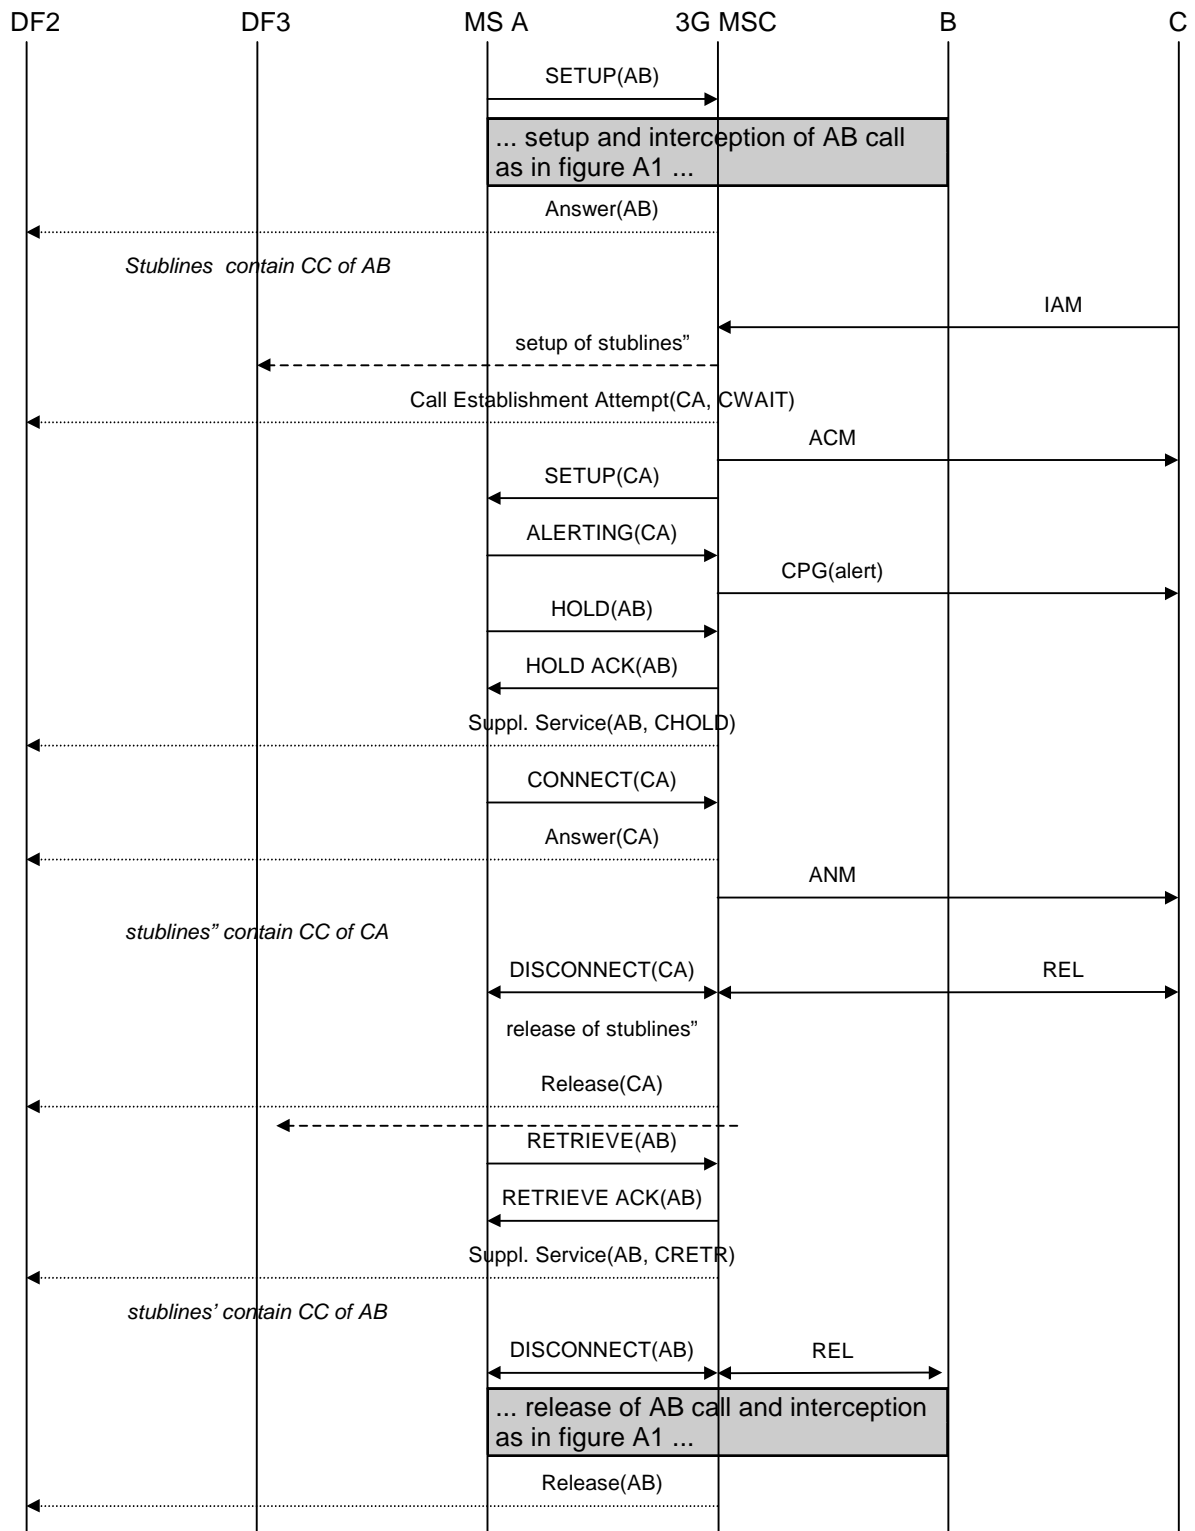 DF2 DF3 MS A 3G MSC B C
SETUP(AB)
... setup and interception of AB call
as in figure A1 ...
Answer(AB)
Stublines contain CC of AB
IAM
setup of stublines”
Call Establishment Attempt(CA, CWAIT)
ACM
SETUP(CA)
ALERTING(CA)
CPG(alert)
HOLD(AB)
HOLD ACK(AB)
Suppl. Service(AB, CHOLD)
CONNECT(CA)
Answer(CA)
ANM
stublines” contain CC of CA
DISCONNECT(CA) REL
release of stublines”
Release(CA)
RETRIEVE(AB)
RETRIEVE ACK(AB)
Suppl. Service(AB, CRETR)
stublines’ contain CC of AB
DISCONNECT(AB) REL
... release of AB call and interception
as in figure A1 ...
Release(AB)